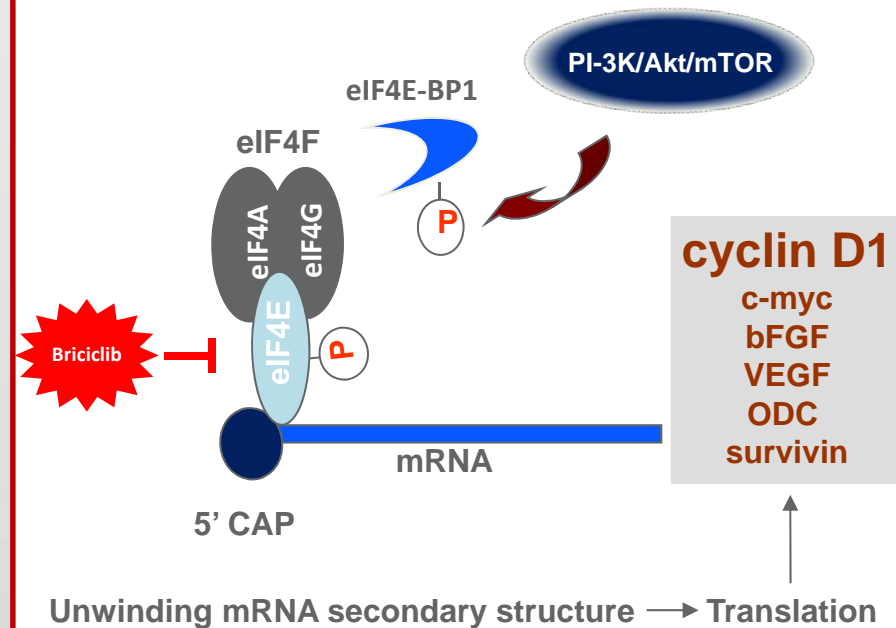 PI-3K/Akt/mTOR
eIF4E-BP1
eIF4F
eIF4A
eIF4G
P
cyclin D1
c-myc
bFGF
VEGF
ODC
survivin
eIF4E
P
Briciclib
mRNA
5’ CAP
Unwinding mRNA secondary structure
Translation